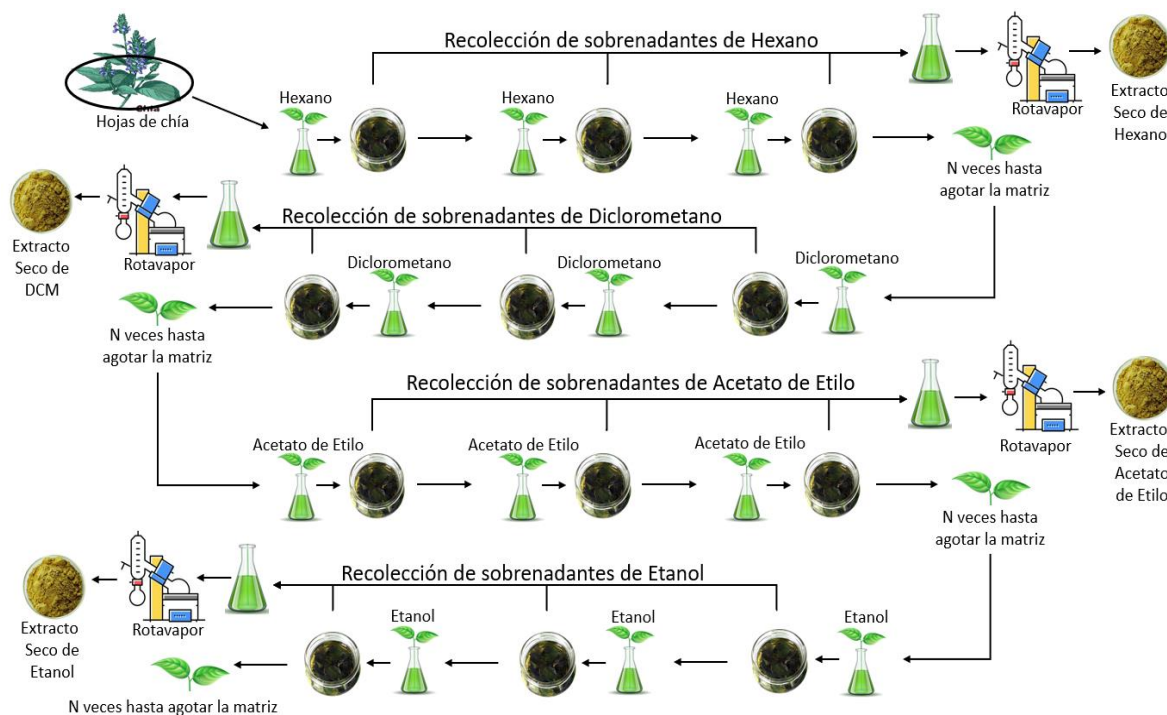 Recolección de sobrenadantes de Hexano
Chía
Hojas de chía
Hexano
Hexano
Hexano
Rotavapor
Extracto
Seco de
Hexano
N veces hasta
agotar la matriz
Recolección de sobrenadantes de Diclorometano
Extracto
Seco de
DCM
Rotavapor
Diclorometano
Diclorometano
Diclorometano
N veces hasta
agotar la matriz
Recolección de sobrenadantes de Acetato de Etilo
Acetato de Etilo
Acetato de Etilo
Acetato de Etilo
Rotavapor
Extracto
Seco de
Acetato
de Etilo
N veces hasta
agotar la matriz
Recolección de sobrenadantes de Etanol
Extracto
Seco de
Etanol
Rotavapor
Etanol
Etanol
Etanol
N veces hasta agotar la matriz